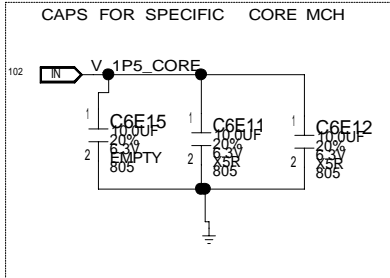 CAPS FOR SPECIFIC CORE MCH
102 IN V_1P5_CORE
1
C6E15
10.0UF
20%
6.3V
EMPTY
805
2
1
C6E11
10.0UF
20%
6.3V
X5R
805
2
1
C6E12
10.0UF
20%
6.3V
X5R
805
2